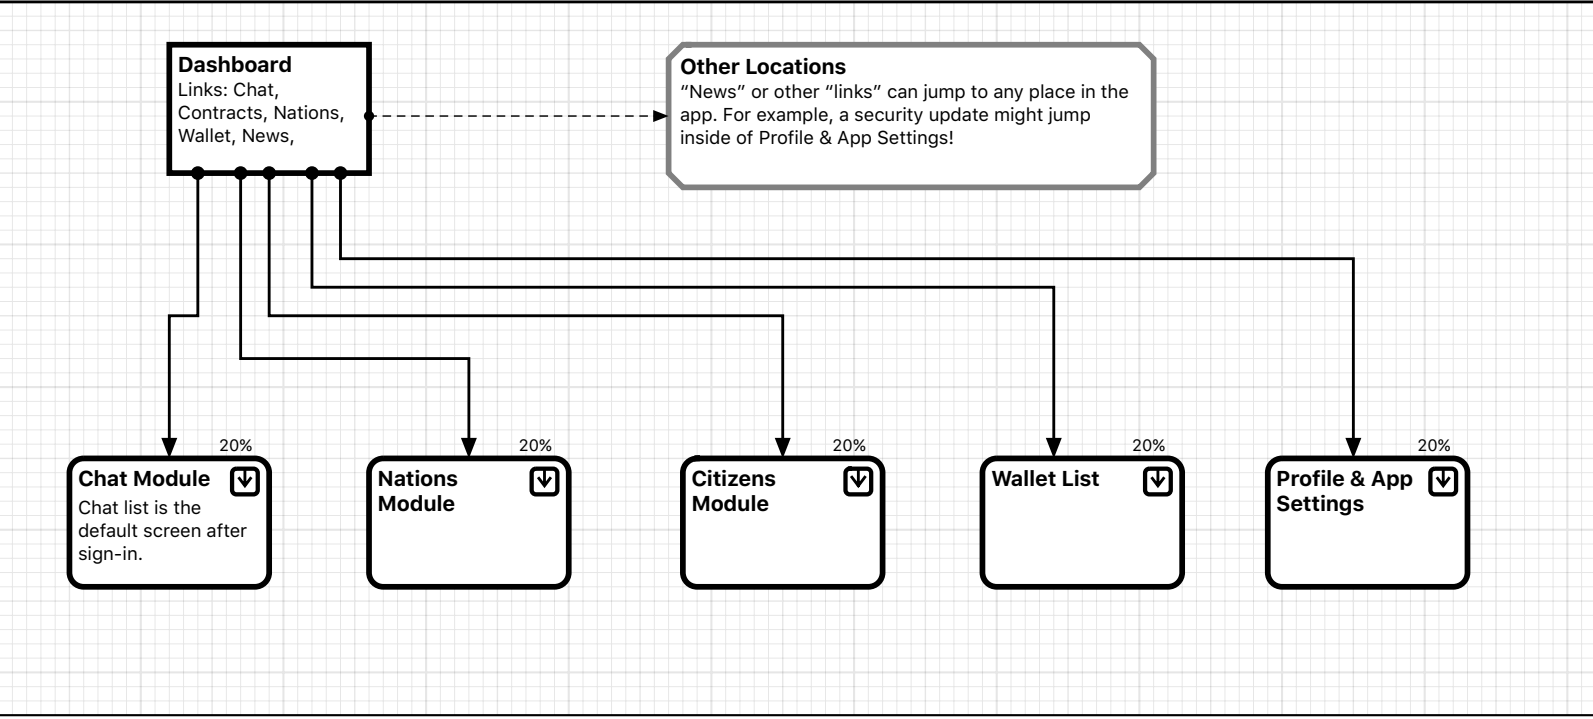 Dashboard
Links: Chat,
Contracts, Nations,
Wallet, News,
Other Locations
“News” or other “links” can jump to any place in the
app. For example, a security update might jump
inside of Profile & App Settings!
20%
Chat Module
Chat list is the
default screen after
sign-in.
20%
Nations
Module
20%
Citizens
Module
20%
Wallet List
20%
Profile & App
Settings